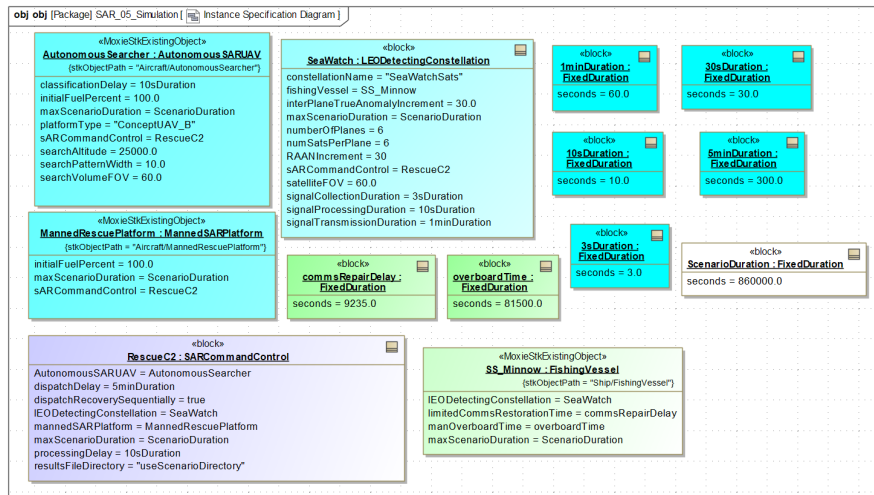 obj obj [Package] SAR_05_Simulation [ Instance Specification Diagram ]
«MoxieStkExistingObject»
AutonomousSearcher : AutonomousSARUAV
{stkObjectPath = "Aircraft/AutonomousSearcher"}
classificationDelay = 10sDuration
initialFuelPercent = 100.0
maxScenarioDuration = ScenarioDuration
platformType = "ConceptUAV_B"
sARCommandControl = RescueC2
searchAltitude = 25000.0
searchPatternWidth = 10.0
searchVolumeFOV = 60.0
«block»
SeaWatch : LEODetectingConstellation
constellationName = "SeaWatchSats"
fishingVessel = SS_Minnow
interPlaneTrueAnomalyIncrement = 30.0
maxScenarioDuration = ScenarioDuration
numberOfPlanes = 6
numSatsPerPlane = 6
RAANIncrement = 30
sARCommandControl = RescueC2
satelliteFOV = 60.0
signalCollectionDuration = 3sDuration
signalProcessingDuration = 10sDuration
signalTransmissionDuration = 1minDuration
«block»
1minDuration :
FixedDuration
seconds = 60.0
«block»
30sDuration :
FixedDuration
seconds = 30.0
«block»
10sDuration :
FixedDuration
seconds = 10.0
«block»
5minDuration :
FixedDuration
seconds = 300.0
«MoxieStkExistingObject»
MannedRescuePlatform : MannedSARPlatform
{stkObjectPath = "Aircraft/MannedRescuePlatform"}
initialFuelPercent = 100.0
maxScenarioDuration = ScenarioDuration
sARCommandControl = RescueC2
«block»
commsRepairDelay :
FixedDuration
seconds = 9235.0
«block»
overboardTime :
FixedDuration
seconds = 81500.0
«block»
3sDuration :
FixedDuration
seconds = 3.0
«block»
ScenarioDuration : FixedDuration
seconds = 860000.0
«block»
RescueC2 : SARCommandControl
AutonomousSARUAV = AutonomousSearcher
dispatchDelay = 5minDuration
dispatchRecoverySequentially = true
lEODetectingConstellation = SeaWatch
mannedSARPlatform = MannedRescuePlatform
maxScenarioDuration = ScenarioDuration
processingDelay = 10sDuration
resultsFileDirectory = "useScenarioDirectory"
«MoxieStkExistingObject»
SS_Minnow : FishingVessel
{stkObjectPath = "Ship/FishingVessel"}
lEODetectingConstellation = SeaWatch
limitedCommsRestorationTime = commsRepairDelay
manOverboardTime = overboardTime
maxScenarioDuration = ScenarioDuration